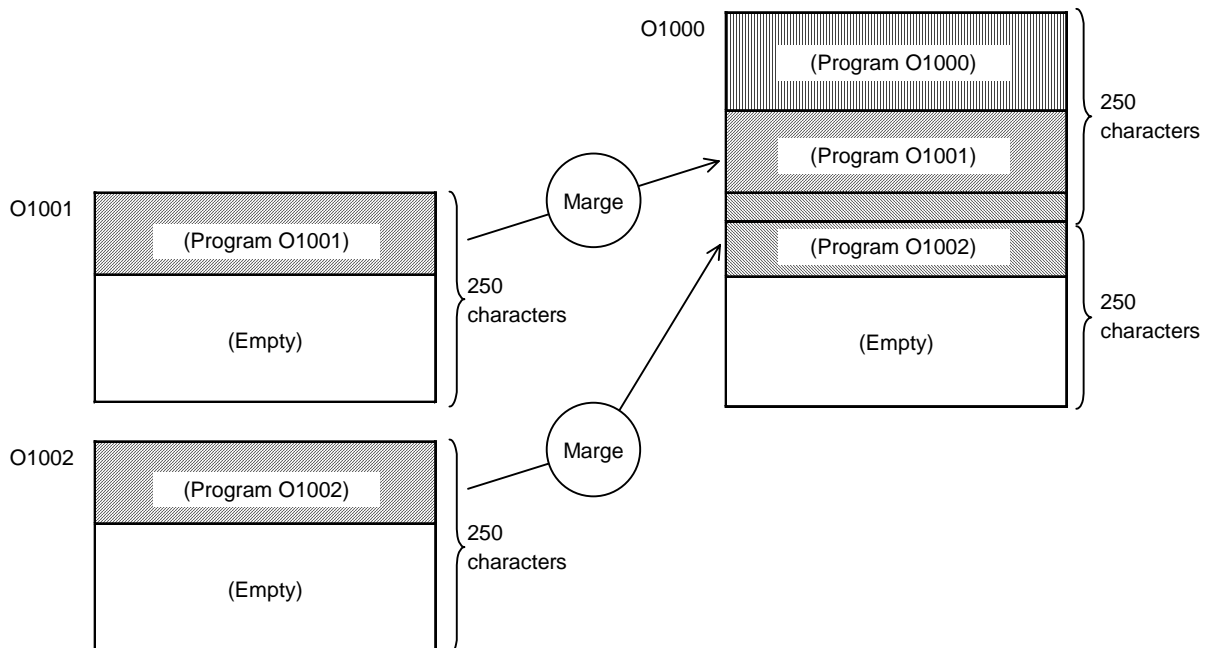 O1000
(Program O1000)
250
characters
(Program O1001)
Marge
O1001
(Program O1001)
(Program O1002)
250
characters
250
characters
(Empty)
(Empty)
Marge
O1002
(Program O1002)
250
characters
(Empty)